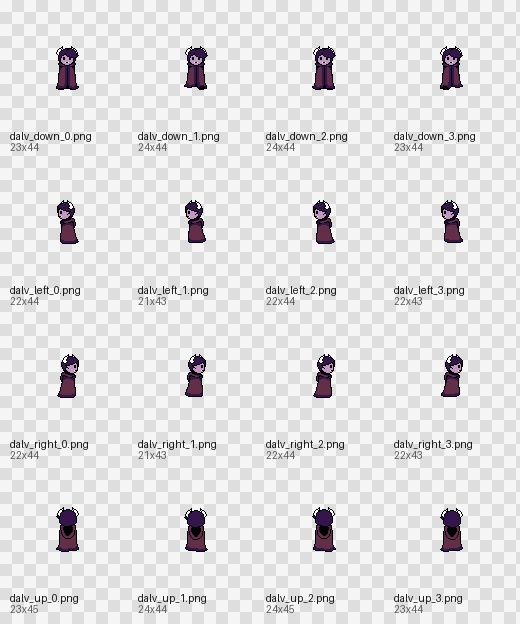 dalv_down_0.png dalv_down_1.png dalv_down_2.png dalv_down_3.png
23x44 24x44 24x44 23x44
dalv_left_0.png dalv_left_1.png dalv_left_2.png dalv_left_3.png
22x44 21x43 22x44 22x43
dalv_right_0.png dalv_right_1.png dalv_right_2.png dalv_right_3.png
22x44 21x43 22x44 22x43
dalv_up_0.png dalv_up_1.png dalv_up_2.png dalv_up_3.png
23x45 24x44 24x45 23x44